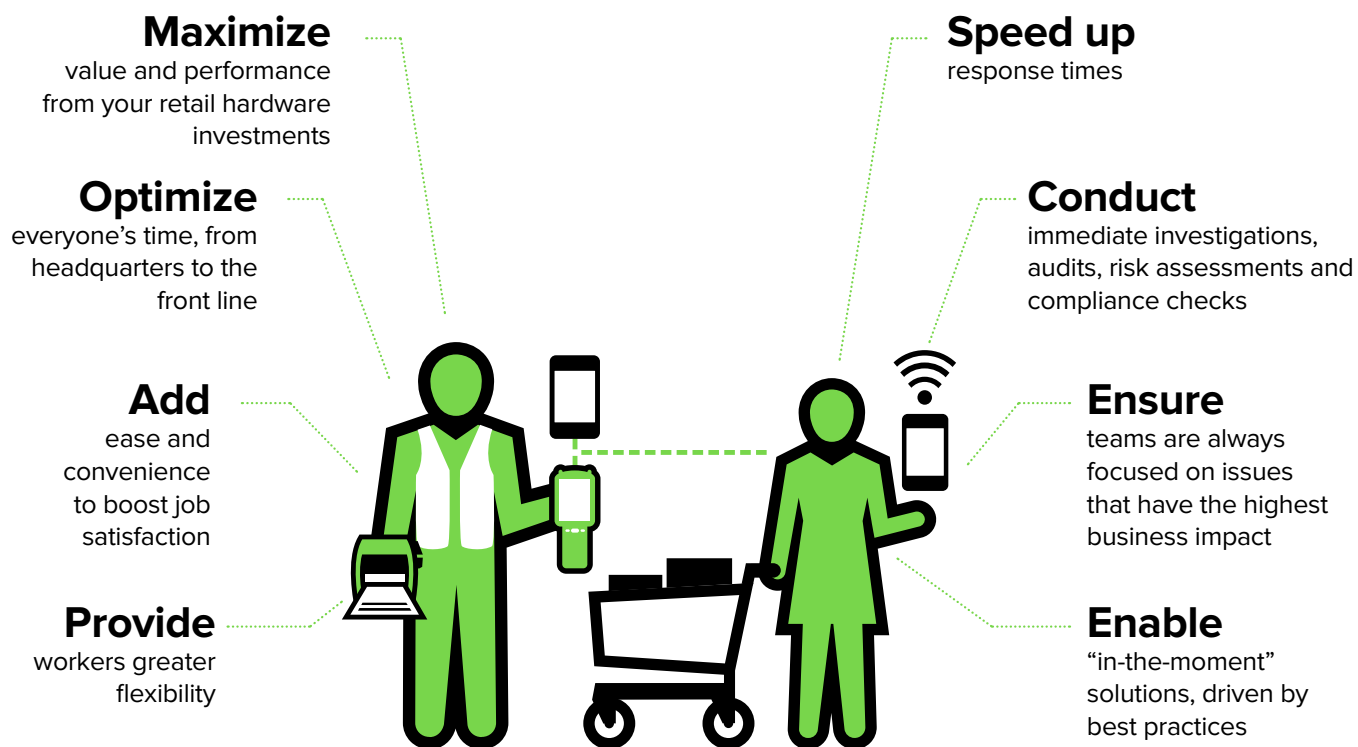 Maximize
value and performance
from your retail hardware
investments
Optimize
everyone’s time, from
headquarters to the
front line
Add
ease and
convenience
to boost job
satisfaction
Provide
workers greater
flexibility
Speed up
response times
Conduct
immediate investigations,
audits, risk assessments and
compliance checks
Ensure
teams are always
focused on issues
that have the highest
business impact
Enable
“in-the-moment”
solutions, driven by
best practices